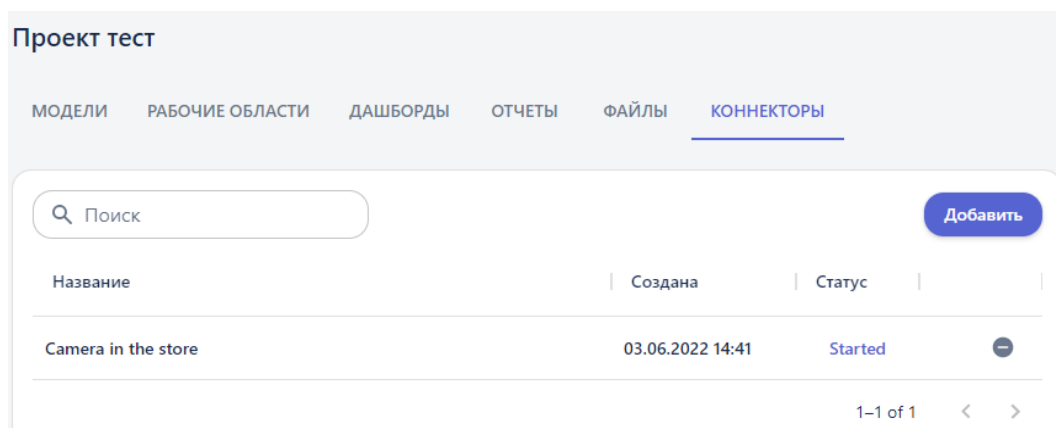 Проект тест
МОДЕЛИ РАБОЧИЕ ОБЛАСТИ ДАШБОРДЫ ОТЧЕТЫ ФАЙЛЫ КОННЕКТОРЫ
Поиск
Добавить
Название Создана Статус
Camera in the store 03.06.2022 14:41 Started
1–1 of 1